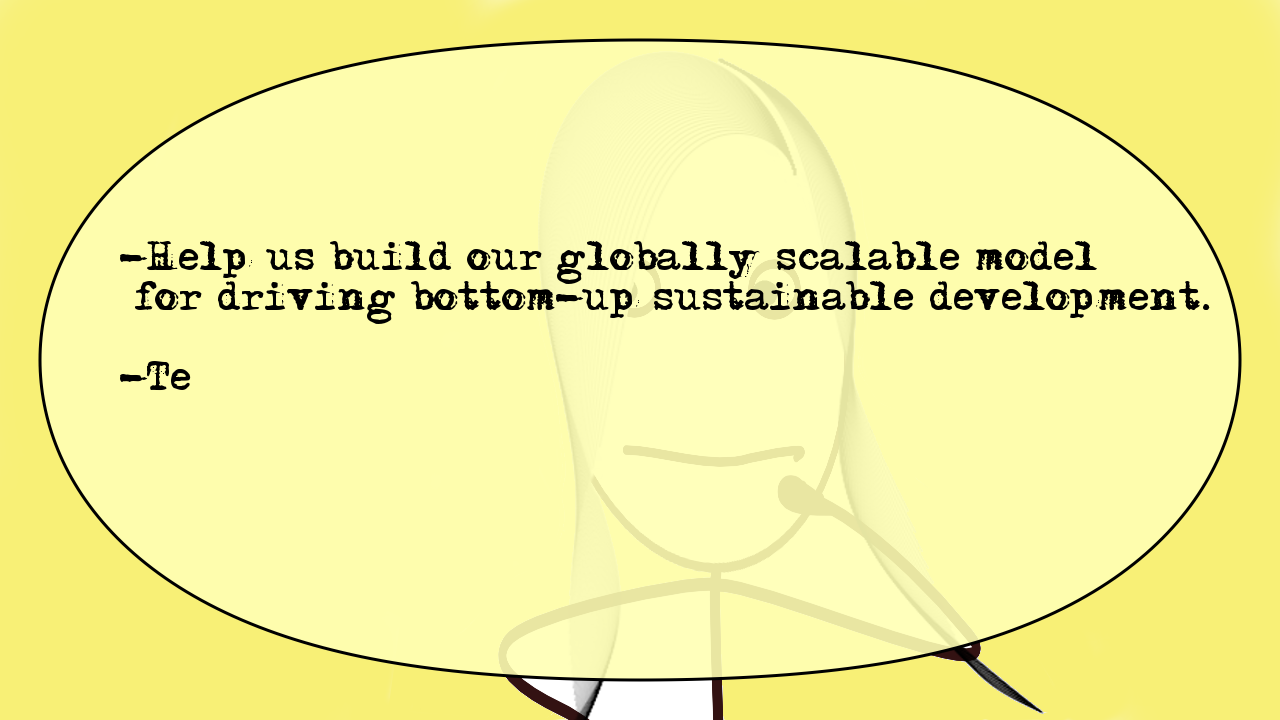 -Help us build our globally scalable model
for driving bottom-up sustainable development.
-Te